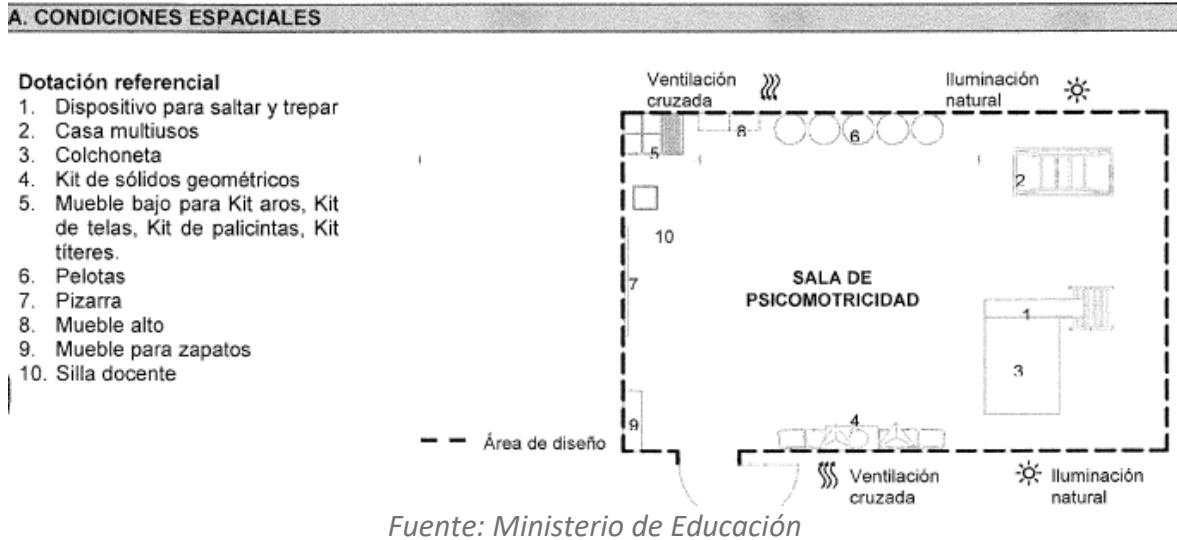 A. CONDICIONES ESPACIALES
Dotación referencial
1. Dispositivo para saltar y trepar
2. Casa multiusos
3. Colchoneta
4. Kit de sólidos geométricos
5. Mueble bajo para Kit aros, Kit
de telas, Kit de palicintas, Kit
títeres.
6. Pelotas
7. Pizarra
8. Mueble alto
9. Mueble para zapatos
10. Silla docente
Área de diseño
Ventilación
cruzada
Iluminación
natural
8
6
5
2
10
7
SALA DE
PSICOMOTRICIDAD
1
3
4
9
Ventilación
cruzada
Iluminación
natural
Fuente: Ministerio de Educación